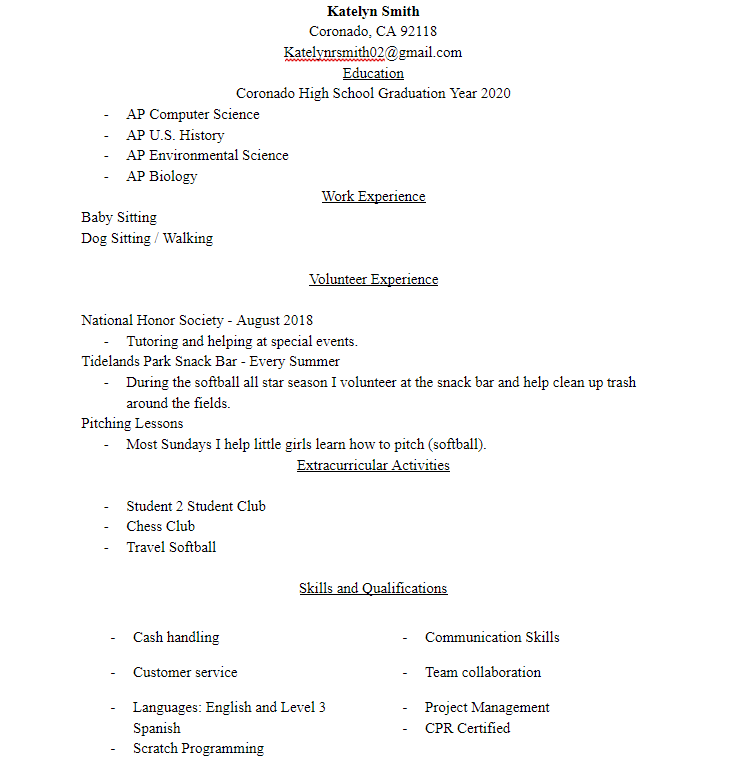 Katelyn Smith
Coronado, CA 92118
Katelynrsmith02@gmail.com
Education
Coronado High School Graduation Year 2020
- AP Computer Science
- AP U.S. History
- AP Environmental Science
- AP Biology
Work Experience
Baby Sitting
Dog Sitting / Walking
Volunteer Experience
National Honor Society - August 2018
- Tutoring and helping at special events.
Tidelands Park Snack Bar - Every Summer
- During the softball all star season I volunteer at the snack bar and help clean up trash
around the fields.
Pitching Lessons
- Most Sundays I help little girls learn how to pitch (softball).
Extracurricular Activities
- Student 2 Student Club
- Chess Club
- Travel Softball
Skills and Qualifications
- Cash handling
- Customer service
- Languages: English and Level 3
Spanish
- Scratch Programming
- Communication Skills
- Team collaboration
- Project Management
- CPR Certified